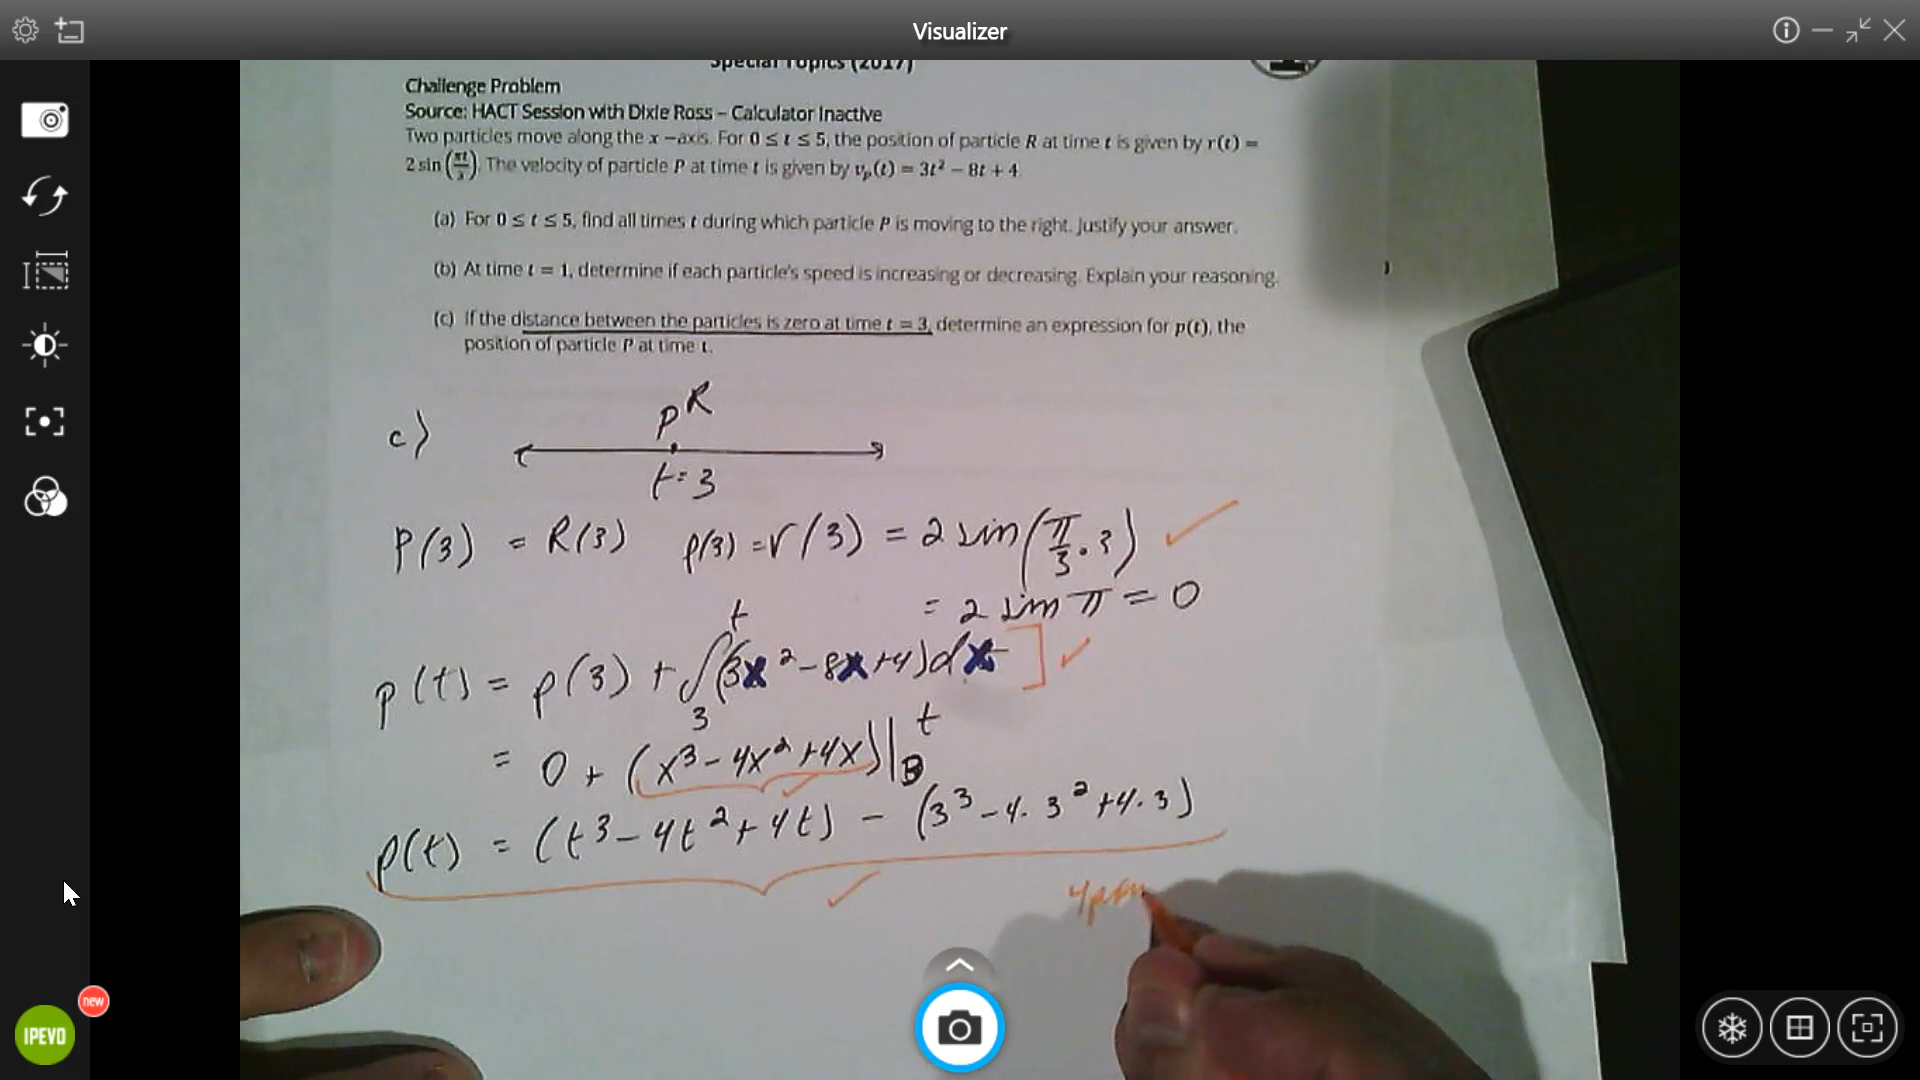 Visualizer
Special Topics (2017)
Challenge Problem
Source: HACT Session with Dixie Ross – Calculator Inactive
Two particles move along the x –axis. For 0 ≤ t ≤ 5, the position of particle R at time t is given by r(t) =
2 sin (πt/3). The velocity of particle P at time t is given by vₚ(t) = 3t² − 8t + 4.
(a) For 0 ≤ t ≤ 5, find all times t during which particle P is moving to the right. Justify your answer.
(b) At time t = 1, determine if each particle's speed is increasing or decreasing. Explain your reasoning.
(c) If the distance between the particles is zero at time t = 3, determine an expression for p(t), the
position of particle P at time t.
P R
c)
t=3
P(3) = R(3) p(3) = r(3) = 2 sin(π/3 · 3)
= 2 sin π = 0
p(t) = p(3) + ∫₃ᵗ (3x² − 8x + 4)dx
= 0 + (x³ − 4x² + 4x)|₃ᵗ
p(t) = (t³ − 4t² + 4t) − (3³ − 4·3² + 4·3)
new
IPEVO